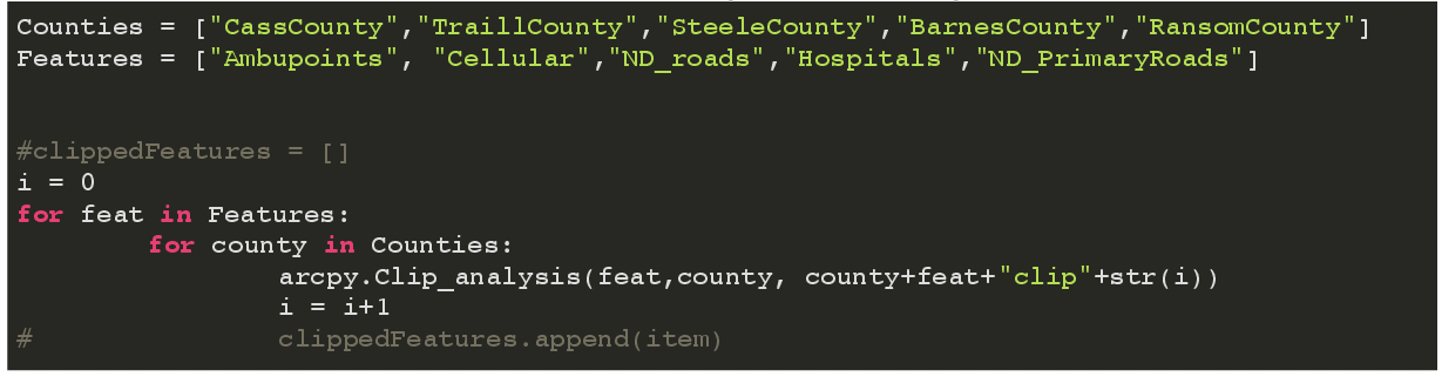 Counties = ["CassCounty","TraillCounty","SteeleCounty","BarnesCounty","RansomCounty"]
Features = ["Ambupoints", "Cellular","ND_roads","Hospitals","ND_PrimaryRoads"]
#clippedFeatures = []
i = 0
for feat in Features:
        for county in Counties:
                arcpy.Clip_analysis(feat,county, county+feat+"clip"+str(i))
                i = i+1
#               clippedFeatures.append(item)